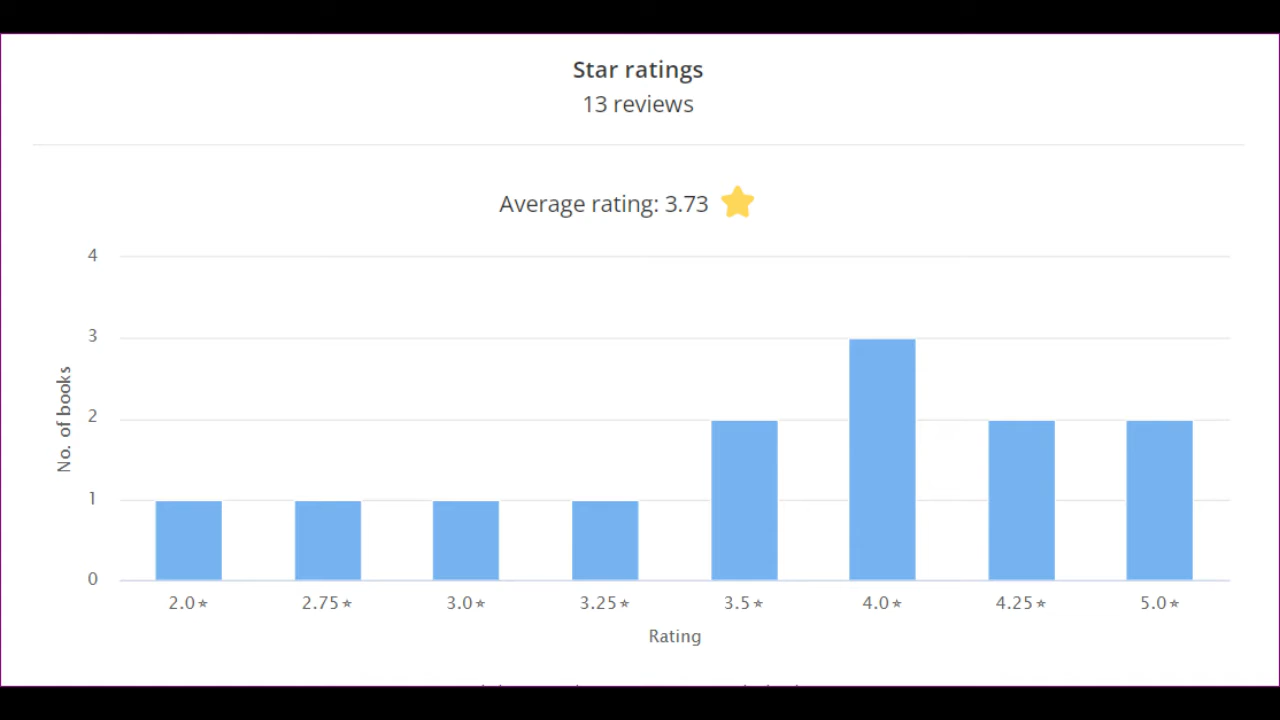 Star ratings
13 reviews
Average rating: 3.73
4
3
2
1
0
No. of books
2.0★ 2.75★ 3.0★ 3.25★ 3.5★ 4.0★ 4.25★ 5.0★
Rating